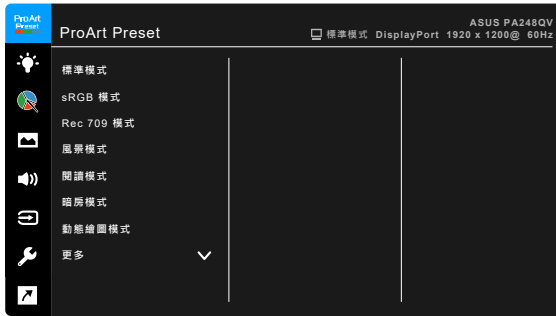 ProArt
Preset
ProArt Preset
ASUS PA248QV
標準模式 DisplayPort 1920 x 1200@ 60Hz
標準模式
sRGB 模式
Rec 709 模式
風景模式
閱讀模式
暗房模式
動態繪圖模式
更多